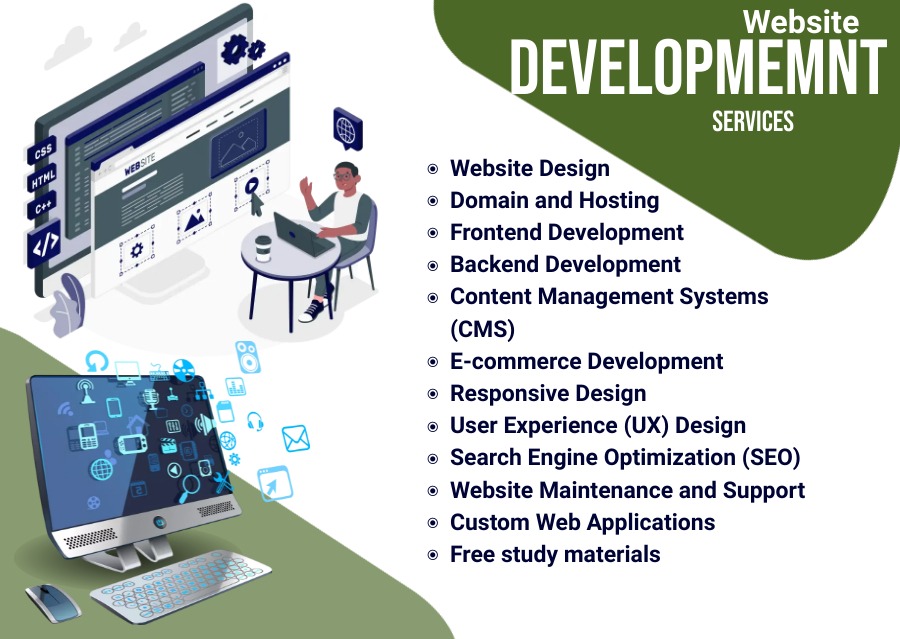 Website
DEVELOPMEMNT
SERVICES
CSS
HTML
C++
</>
WEBSITE
Website Design
Domain and Hosting
Frontend Development
Backend Development
Content Management Systems
(CMS)
E-commerce Development
Responsive Design
User Experience (UX) Design
Search Engine Optimization (SEO)
Website Maintenance and Support
Custom Web Applications
Free study materials